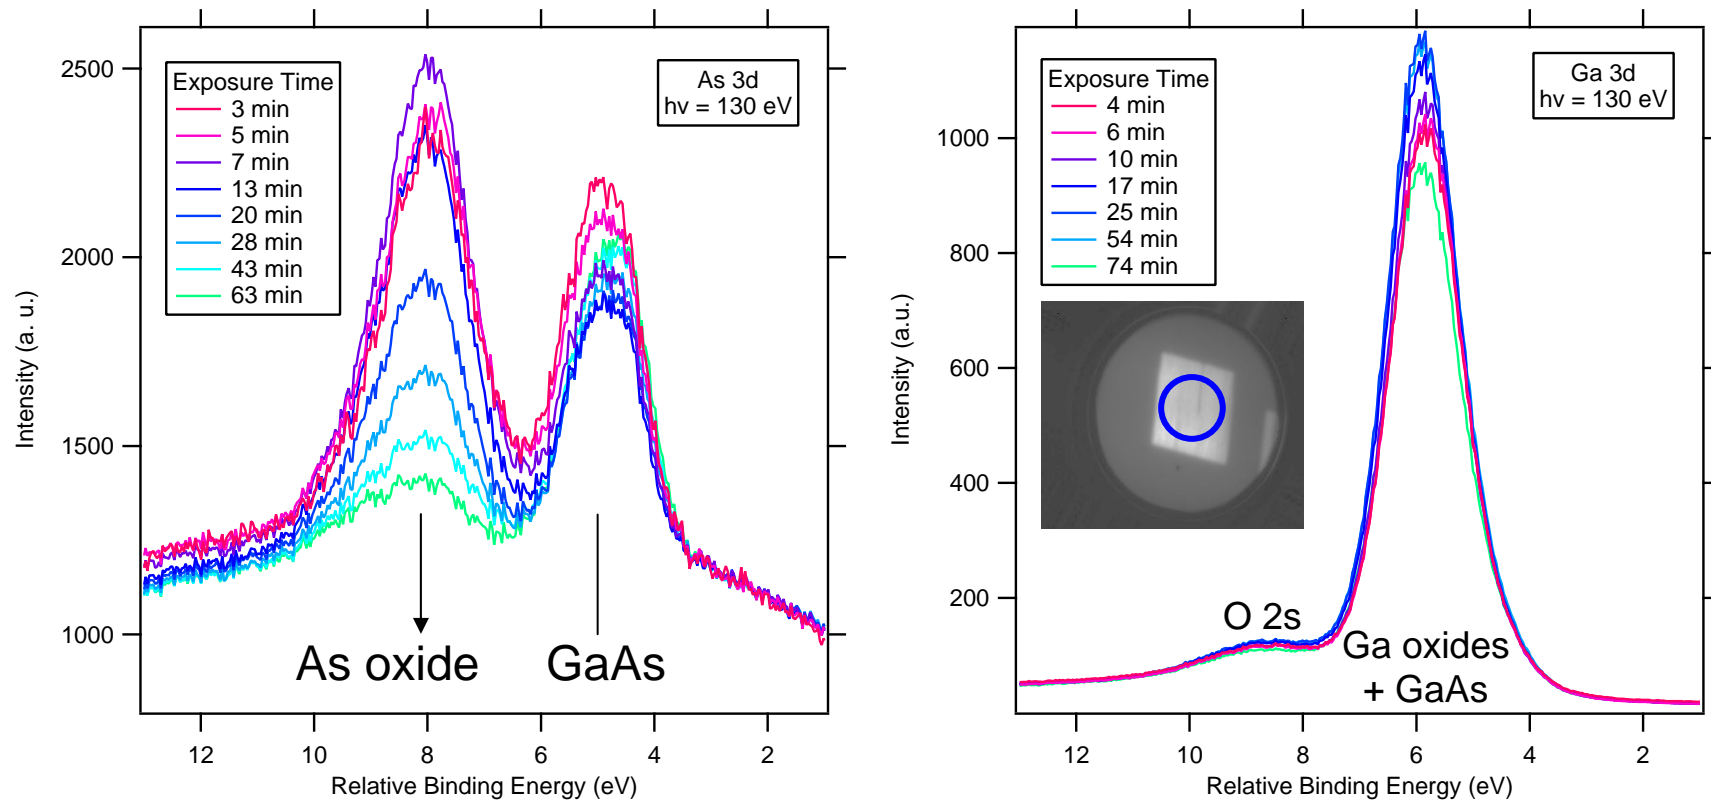 Exposure Time
3 min
5 min
7 min
13 min
20 min
28 min
43 min
63 min
As 3d
hv = 130 eV
2500
2000
1500
1000
Intensity (a. u.)
As oxide
GaAs
12
10
8
6
4
2
Relative Binding Energy (eV)
Exposure Time
4 min
6 min
10 min
17 min
25 min
54 min
74 min
Ga 3d
hv = 130 eV
1000
800
600
400
200
Intensity (a.u.)
O 2s
Ga oxides
+ GaAs
12
10
8
6
4
2
Relative Binding Energy (eV)